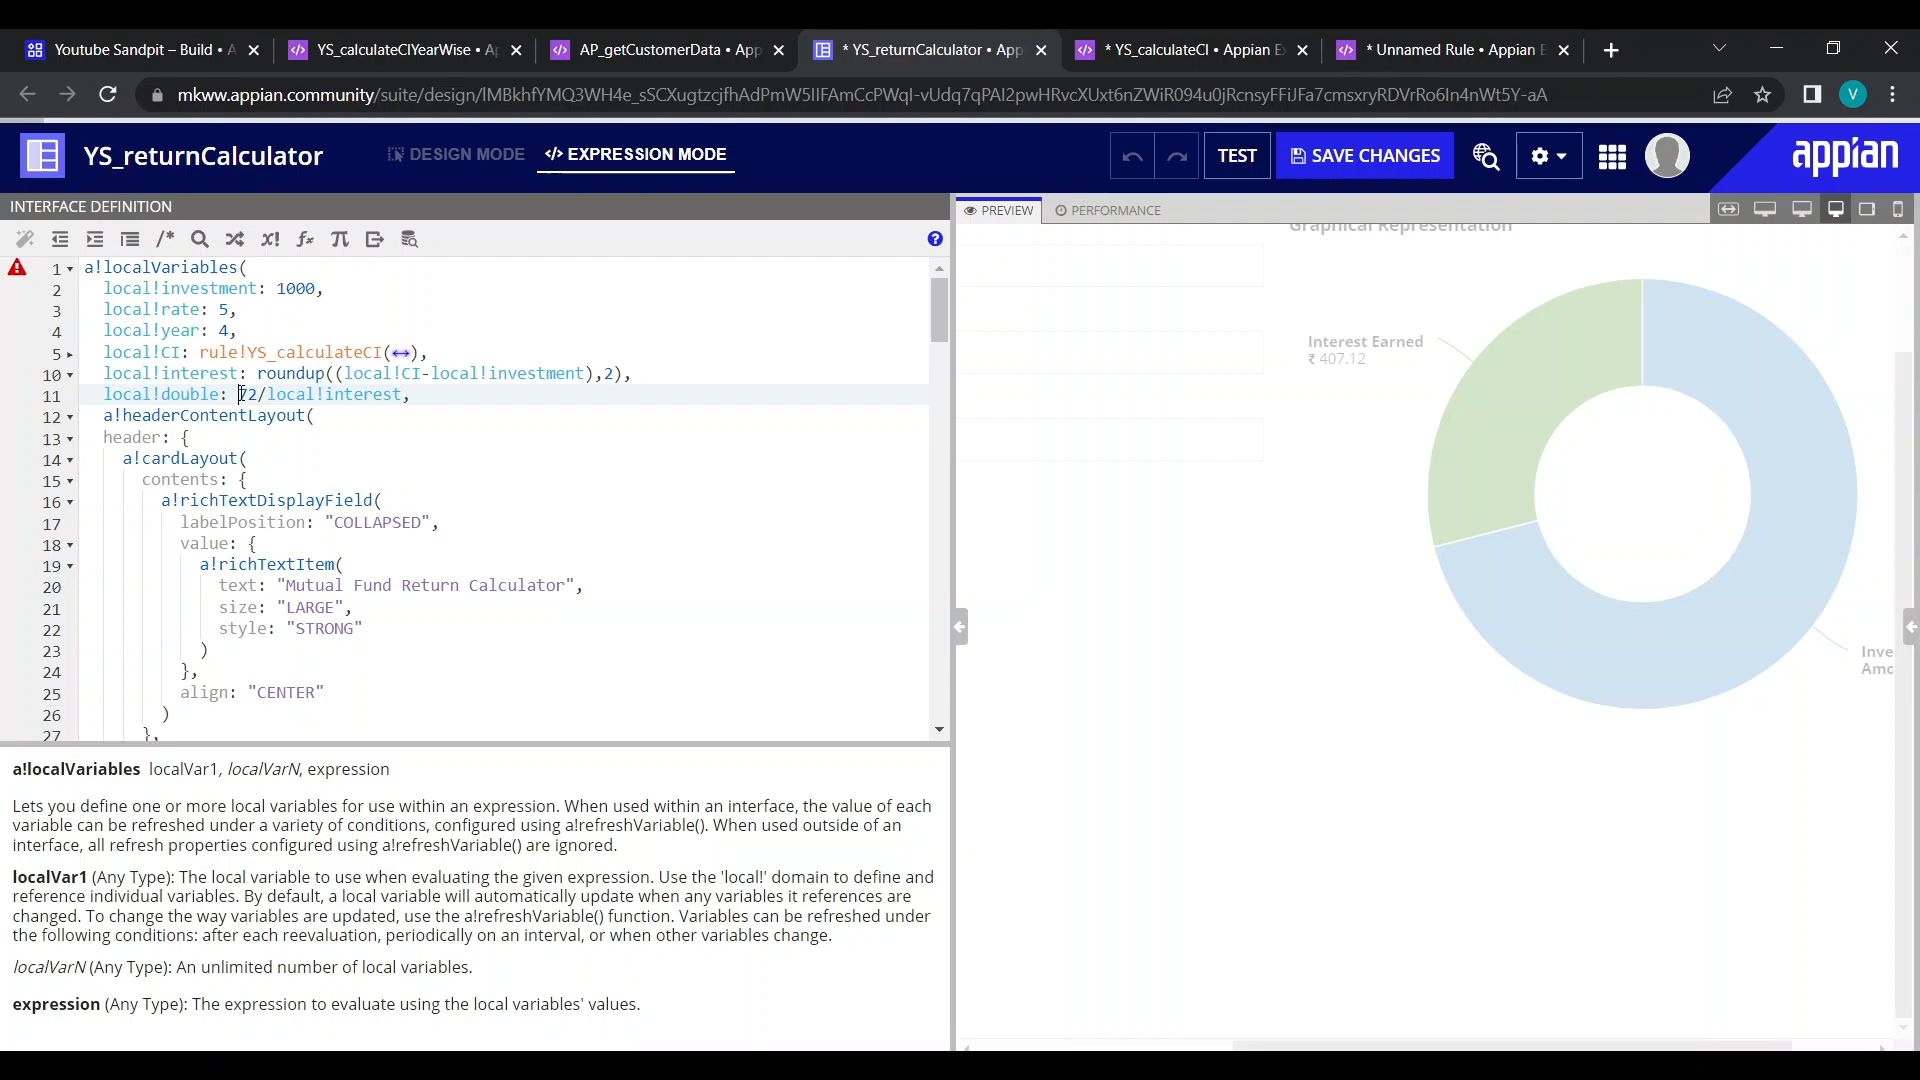 Youtube Sandpit – Build • A
YS_calculateCIYearWise • Ap
AP_getCustomerData • App
* YS_returnCalculator • App
* YS_calculateCI • Appian E
* Unnamed Rule • Appian E
YS_returnCalculator
DESIGN MODE
</> EXPRESSION MODE
TEST
SAVE CHANGES
appian
INTERFACE DEFINITION
PREVIEW
PERFORMANCE
1 a!localVariables(
2 local!investment: 1000,
3 local!rate: 5,
4 local!year: 4,
5 local!CI: rule!YS_calculateCI(↔),
10 local!interest: roundup((local!CI-local!investment),2),
11 local!double: 72/local!interest,
12 a!headerContentLayout(
13 header: {
14 a!cardLayout(
15 contents: {
16 a!richTextDisplayField(
17 labelPosition: "COLLAPSED",
18 value: {
19 a!richTextItem(
20 text: "Mutual Fund Return Calculator",
21 size: "LARGE",
22 style: "STRONG"
23 )
24 },
25 align: "CENTER"
26 )
27 },
a!localVariables localVar1, localVarN, expression
Lets you define one or more local variables for use within an expression. When used within an interface, the value of each
variable can be refreshed under a variety of conditions, configured using a!refreshVariable(). When used outside of an
interface, all refresh properties configured using a!refreshVariable() are ignored.
localVar1 (Any Type): The local variable to use when evaluating the given expression. Use the 'local!' domain to define and
reference individual variables. By default, a local variable will automatically update when any variables it references are
changed. To change the way variables are updated, use the a!refreshVariable() function. Variables can be refreshed under
the following conditions: after each reevaluation, periodically on an interval, or when other variables change.
localVarN (Any Type): An unlimited number of local variables.
expression (Any Type): The expression to evaluate using the local variables' values.
Graphical Representation
Interest Earned
₹ 407.12
Inve
Amo
V